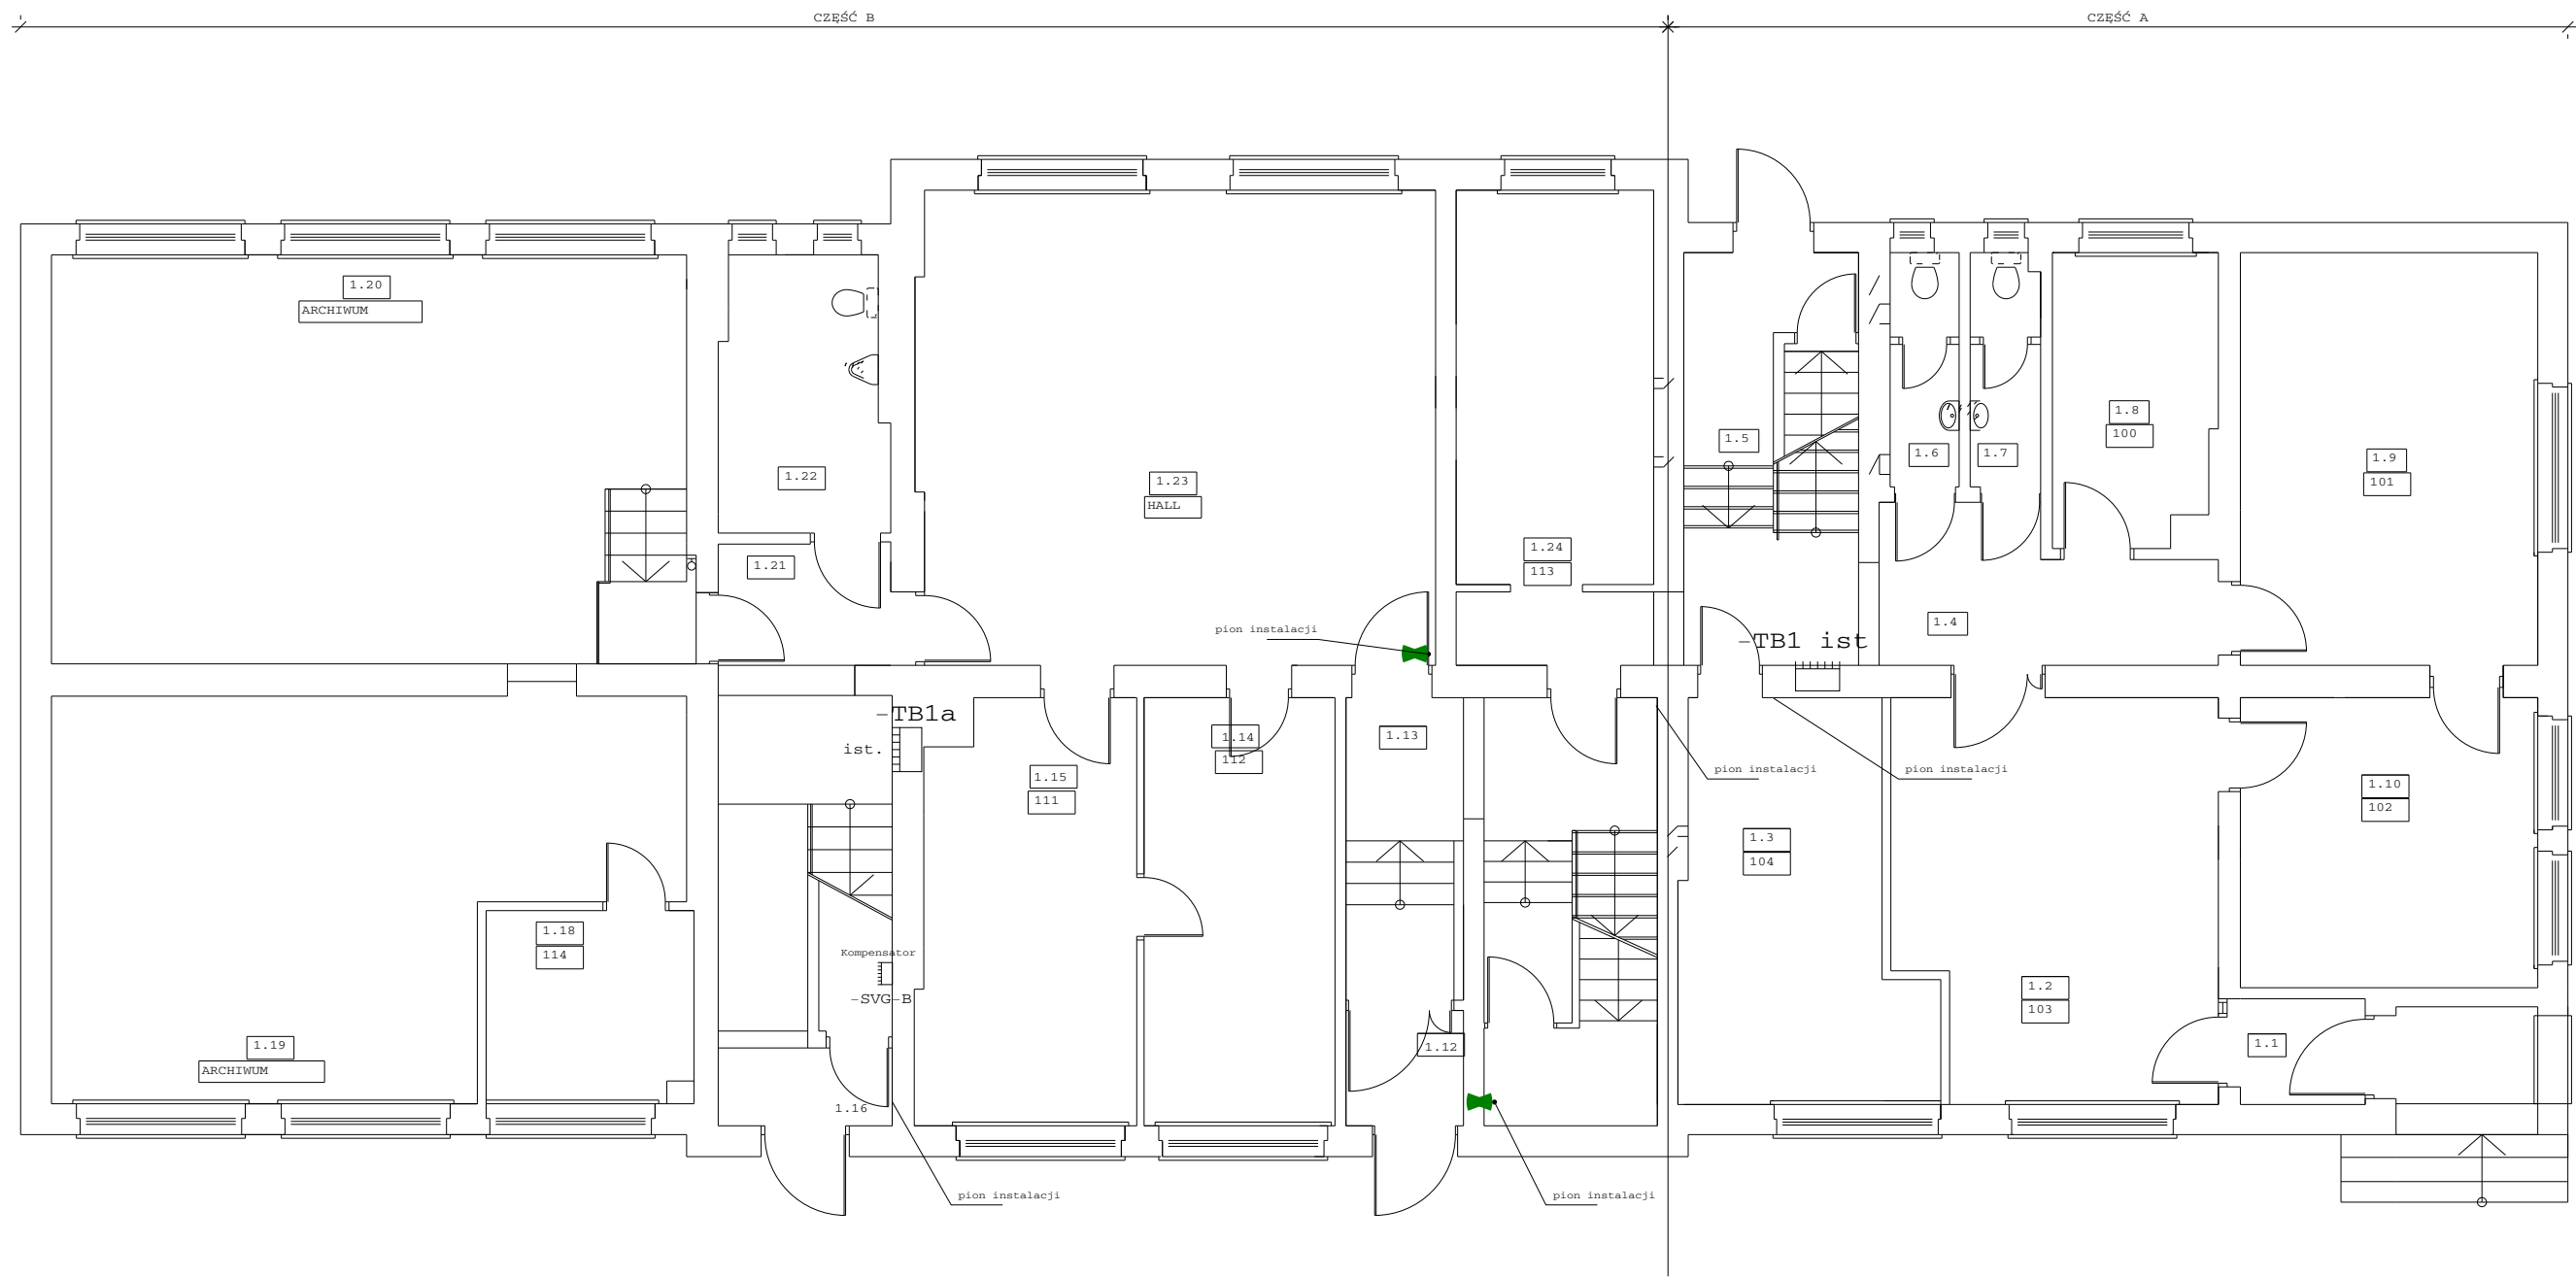 CZĘŚĆ B
CZĘŚĆ A
1.20
ARCHIWUM
1.22
1.21
1.23
HALL
1.24
113
1.5
1.6
1.7
1.8
100
1.9
101
1.4
pion instalacji
-TB1 ist
-TB1a
ist.
1.15
111
1.14
112
1.13
pion instalacji
pion instalacji
1.3
104
1.10
102
1.18
114
Kompensator
-SVG-B
1.2
103
1.19
ARCHIWUM
1.12
1.1
1.16
pion instalacji
pion instalacji